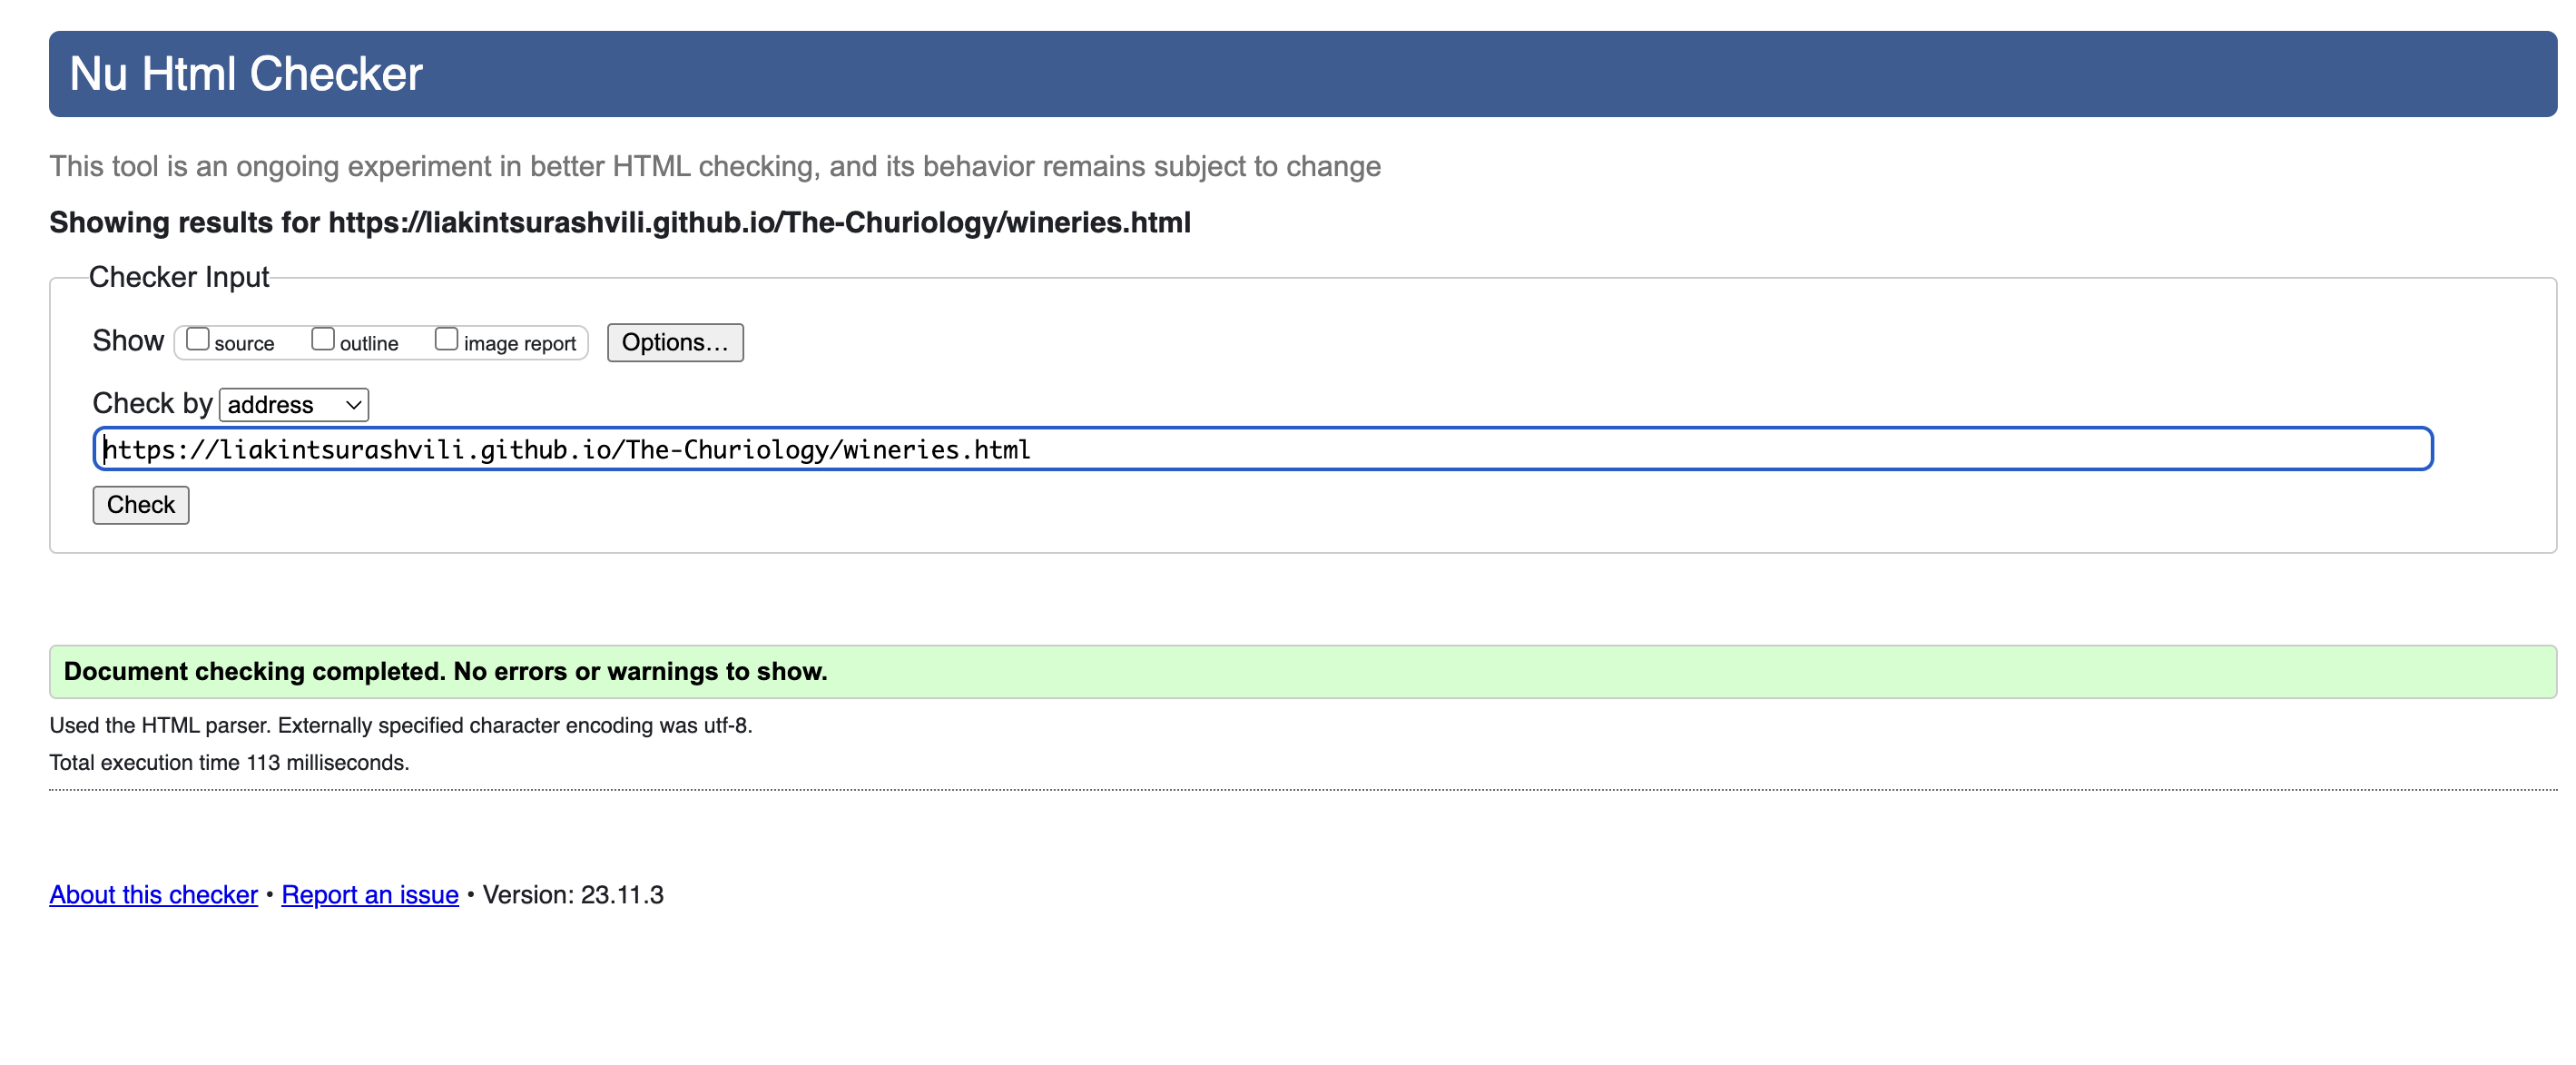 Nu Html Checker
This tool is an ongoing experiment in better HTML checking, and its behavior remains subject to change
Showing results for https://liakintsurashvili.github.io/The-Churiology/wineries.html
Checker Input
Show source outline image report Options...
Check by address
https://liakintsurashvili.github.io/The-Churiology/wineries.html
Check
Document checking completed. No errors or warnings to show.
Used the HTML parser. Externally specified character encoding was utf-8.
Total execution time 113 milliseconds.
About this checker • Report an issue • Version: 23.11.3